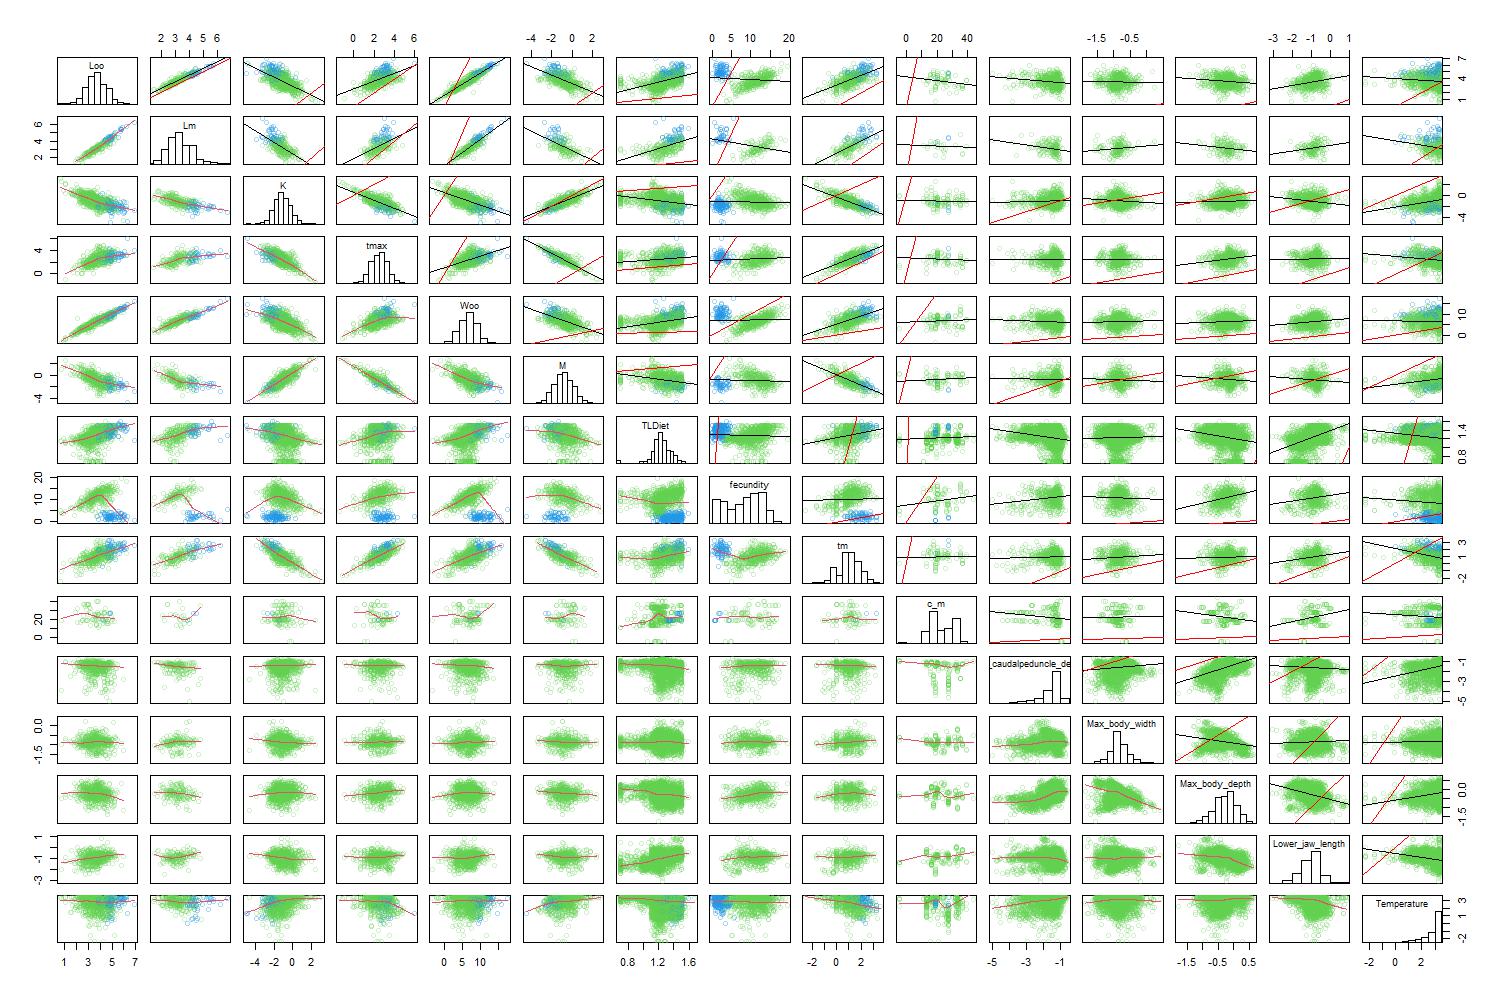 2 3 4 5 6
0 2 4 6
-4 -2 0 2
0 5 10 20
0 20 40
-1.5 -0.5
-3 -2 -1 0 1
Loo
1 4 7
Lm
2 4 6
K
-4 0
tmax
0 4
Woo
0 10
M
-4 0
TLDiet
0.8 1.4
fecundity
0 10 20
tm
-2 1 3
c_m
0 20
caudalpeduncle_de
-5 -3 -1
Max_body_width
-1.5 0.0
Max_body_depth
-1.5 0.0
Lower_jaw_length
-3 -1 1
Temperature
-2 1 3
1 3 5 7
-4 -2 0 2
0 5 10
0.8 1.2 1.6
-2 0 2
-5 -3 -1
-1.5 -0.5 0.5
-2 0 2